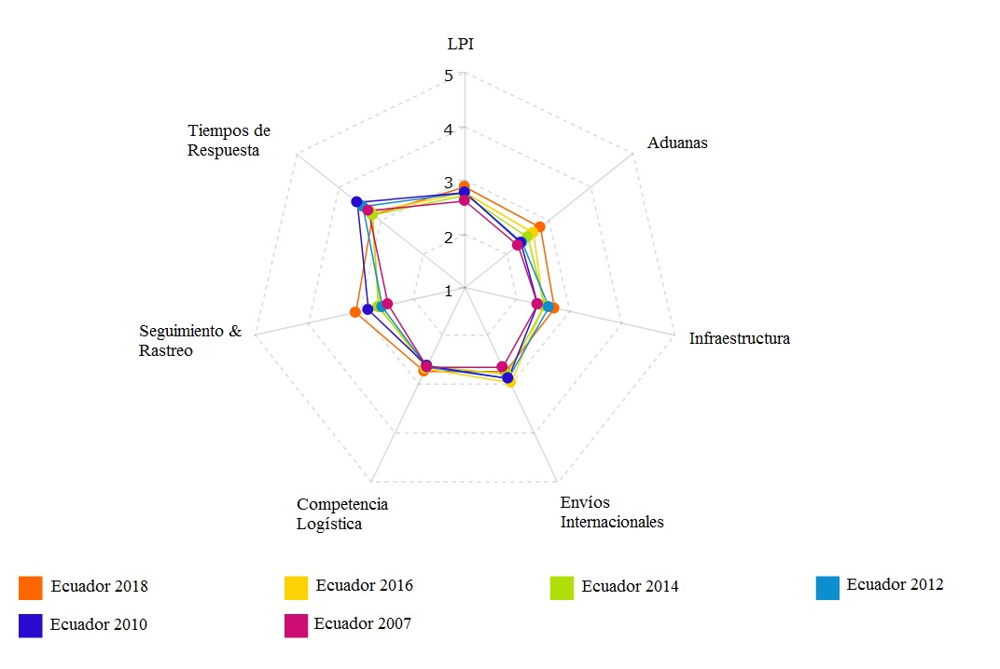 LPI
5
4
3
2
1
Tiempos de
Respuesta
Aduanas
Seguimiento &
Rastreo
Infraestructura
Competencia
Logística
Envíos
Internacionales
Ecuador 2018
Ecuador 2016
Ecuador 2014
Ecuador 2012
Ecuador 2010
Ecuador 2007